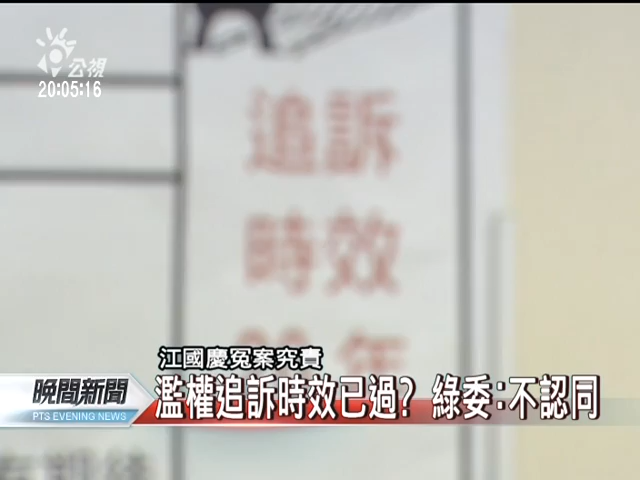 公視
20:05:16
追訴
時效
年
江國慶冤案究責
晚間新聞
PTS EVENING NEWS
濫權追訴時效已過? 綠委:不認同